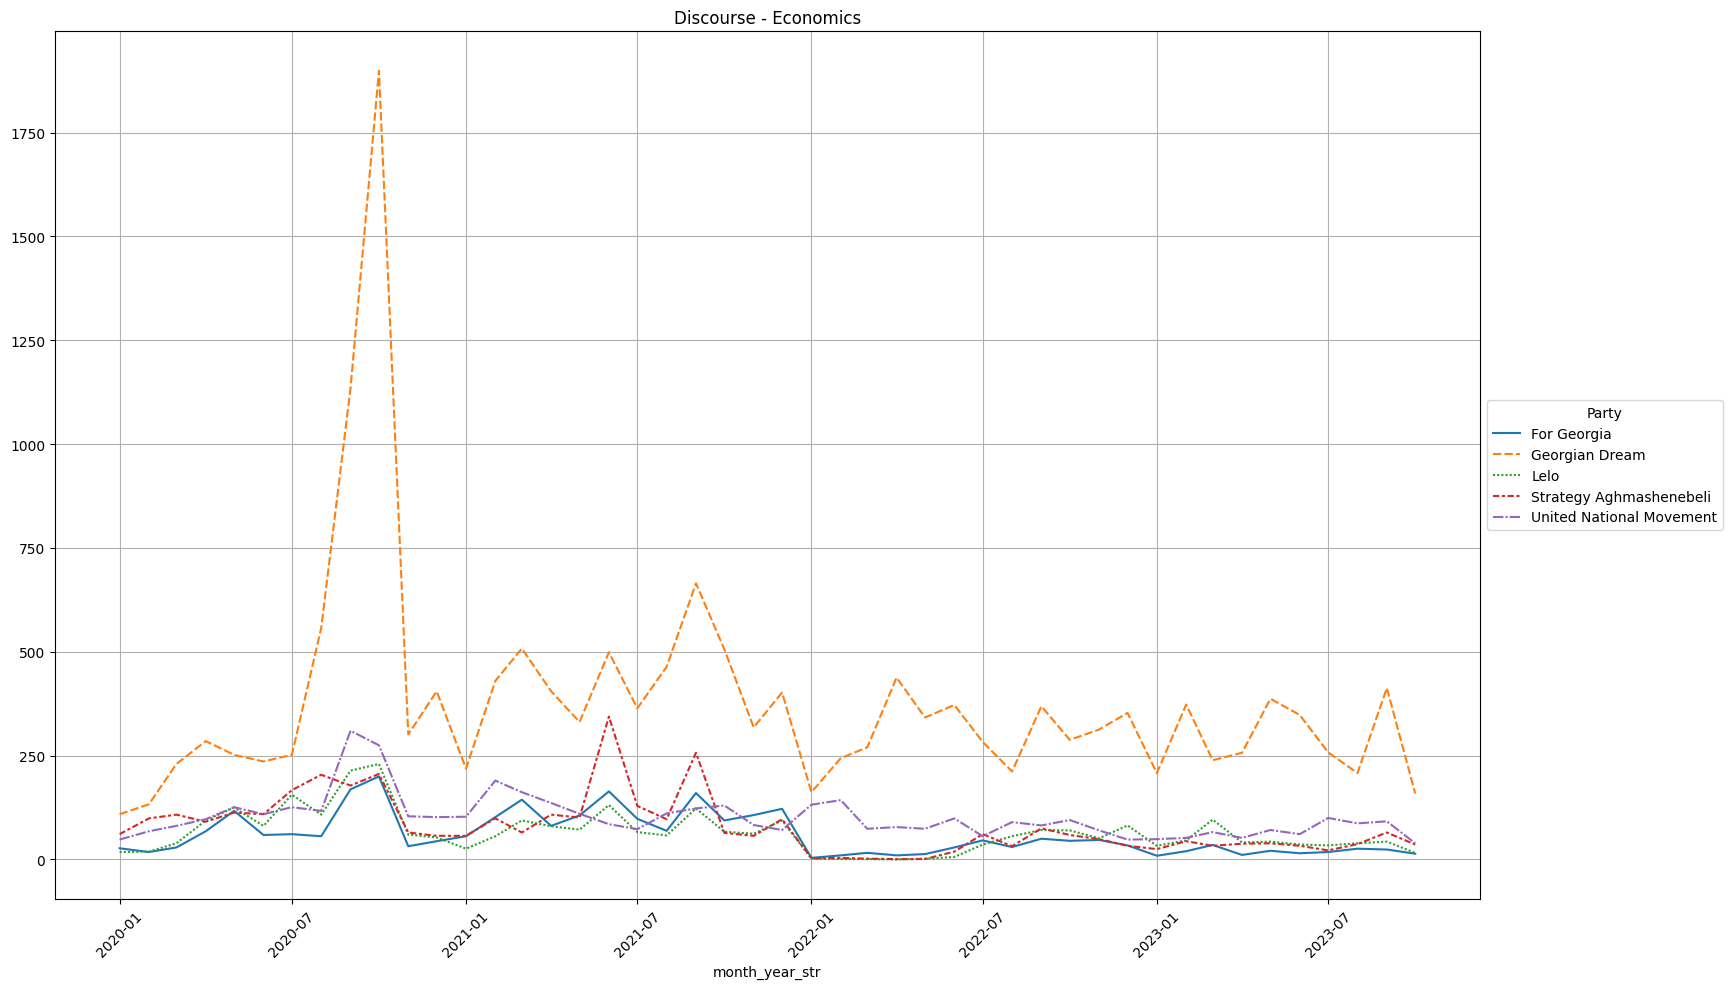 Discourse - Economics
1750
1500
1250
1000
750
500
250
0
2020-01
2020-07
2021-01
2021-07
2022-01
2022-07
2023-01
2023-07
month_year_str
Party
For Georgia
Georgian Dream
Lelo
Strategy Aghmashenebeli
United National Movement